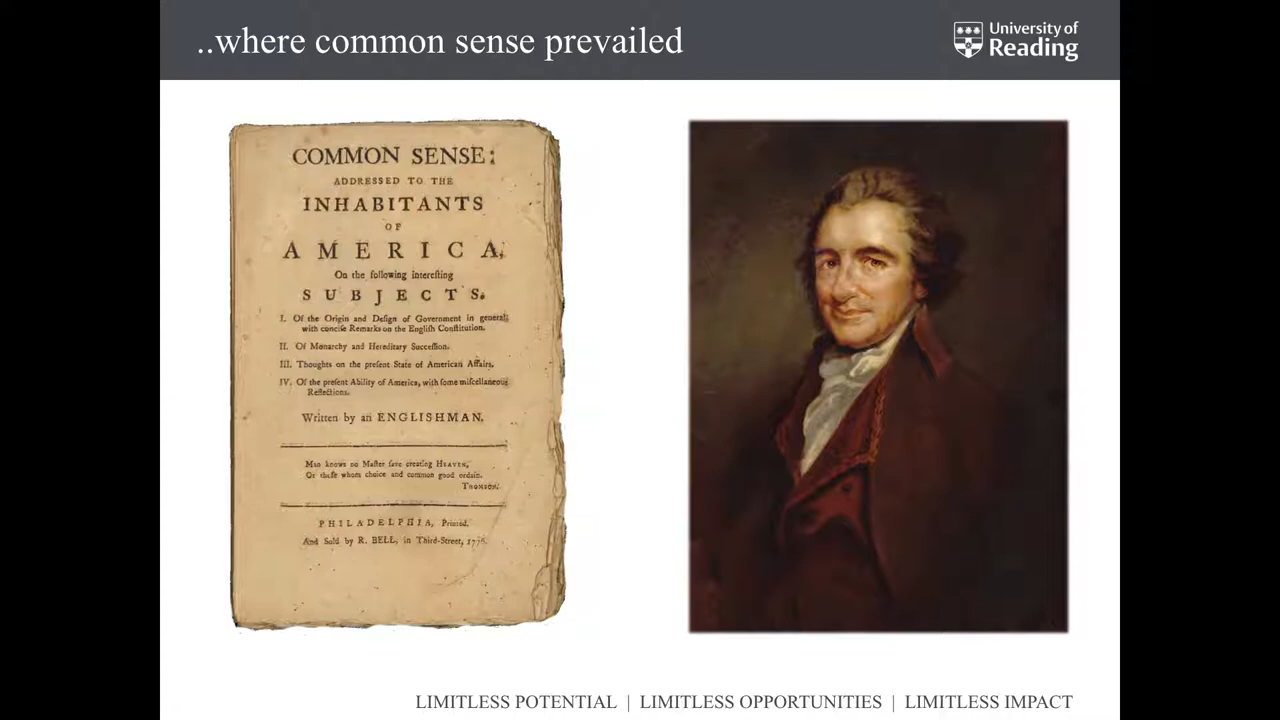 ..where common sense prevailed
University of
Reading
COMMON SENSE;
ADDRESSED TO THE
INHABITANTS
OF
AMERICA,
On the following interesting
SUBJECTS.
I. Of the Origin and Design of Government in general,
with concise Remarks on the English Constitution.
II. Of Monarchy and Hereditary Succession.
III. Thoughts on the present State of American Affairs.
IV. Of the present Ability of America, with some miscellaneous
Reflections.
Written by an ENGLISHMAN.
Man knows no Master save creating HEAVEN,
Or those whom choice and common good ordain.
THOMSON.
PHILADELPHIA, Printed.
And Sold by R. BELL, in Third-Street, 1776.
LIMITLESS POTENTIAL | LIMITLESS OPPORTUNITIES | LIMITLESS IMPACT